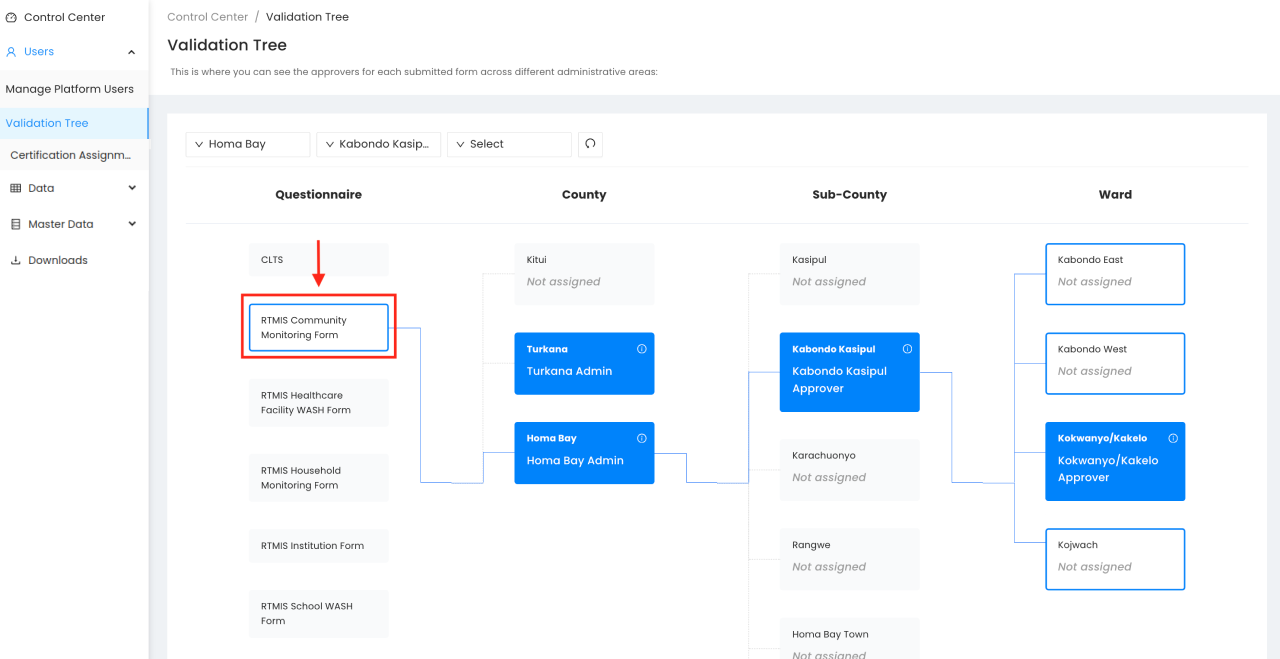 Control Center
Users
Manage Platform Users
Validation Tree
Certification Assignm...
Data
Master Data
Downloads
Control Center / Validation Tree
Validation Tree
This is where you can see the approvers for each submitted form across different administrative areas:
Homa Bay
Kabondo Kasip...
Select
Questionnaire
County
Sub-County
Ward
CLTS
RTMIS Community
Monitoring Form
RTMIS Healthcare
Facility WASH Form
RTMIS Household
Monitoring Form
RTMIS Institution Form
RTMIS School WASH
Form
Kitui
Not assigned
Turkana
Turkana Admin
Homa Bay
Homa Bay Admin
Kasipul
Not assigned
Kabondo Kasipul
Kabondo Kasipul
Approver
Karachuonyo
Not assigned
Rangwe
Not assigned
Homa Bay Town
Not assigned
Kabondo East
Not assigned
Kabondo West
Not assigned
Kokwanyo/Kakelo
Kokwanyo/Kakelo
Approver
Kojwach
Not assigned